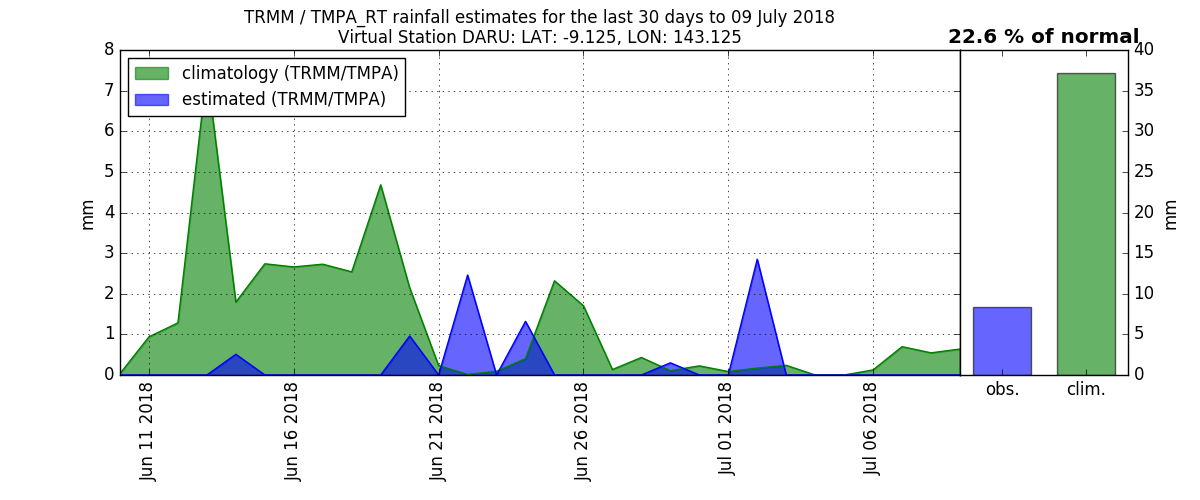 TRMM / TMPA_RT rainfall estimates for the last 30 days to 09 July 2018
Virtual Station DARU: LAT: -9.125, LON: 143.125
22.6 % of normal
climatology (TRMM/TMPA)
estimated (TRMM/TMPA)
8
7
6
5
4
3
2
1
0
mm
Jun 11 2018
Jun 16 2018
Jun 21 2018
Jun 26 2018
Jul 01 2018
Jul 06 2018
40
35
30
25
20
15
10
5
0
mm
obs.
clim.